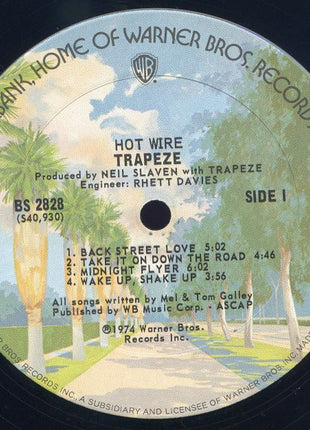 BANK, HOME OF WARNER BROS. RECORD
WB
HOT WIRE
TRAPEZE
Produced by NEIL SLAVEN with TRAPEZE
Engineer: RHETT DAVIES
BS 2828
(S40,930)
SIDE I
1. BACK STREET LOVE 5:02
2. TAKE IT ON DOWN THE ROAD 4:46
3. MIDNIGHT FLYER 6:02
4. WAKE UP, SHAKE UP 3:56
All songs written by Mel & Tom Galley
Published by WB Music Corp. - ASCAP
℗1974 Warner Bros.
Records Inc.
ER BROS. RECORDS INC., A SUBSIDIARY AND LICENSEE OF WARNER BROS. INC.